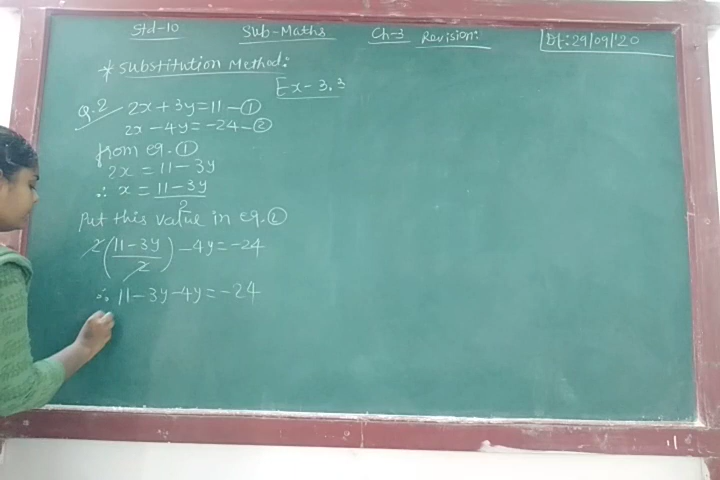 Std-10 Sub-Maths Ch-3 Revision: Dt:29/09/'20
* Substitution Method:
Ex-3.3
Q.2 2x+3y=11-①
2x-4y=-24-②
from eq.①
2x = 11-3y
∴ x = 11-3y/2
Put this value in eq.②
2(11-3y/2)-4y=-24
∴ 11-3y-4y=-24